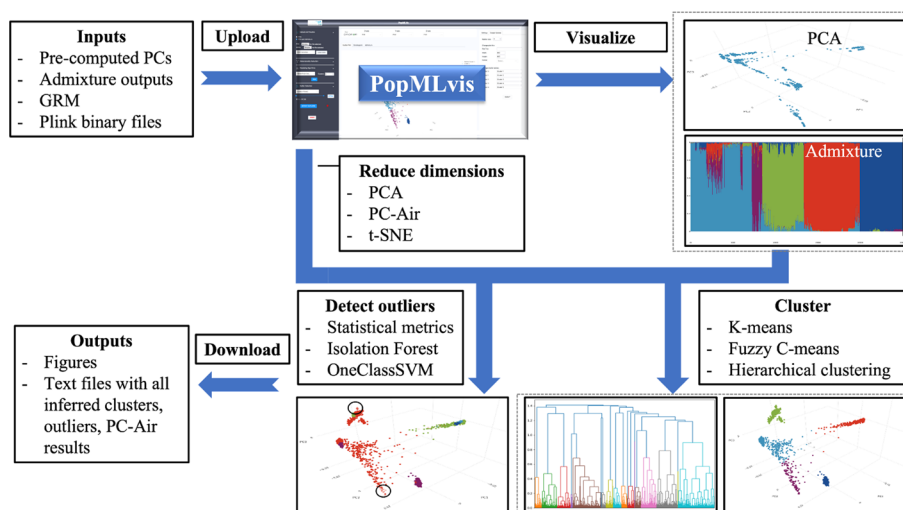 Inputs
- Pre-computed PCs
- Admixture outputs
- GRM
- Plink binary files
Upload
PopMLvis
Visualize
PCA
Admixture
Reduce dimensions
- PCA
- PC-Air
- t-SNE
Detect outliers
- Statistical metrics
- Isolation Forest
- OneClassSVM
Cluster
- K-means
- Fuzzy C-means
- Hierarchical clustering
Download
Outputs
- Figures
- Text files with all
inferred clusters,
outliers, PC-Air
results